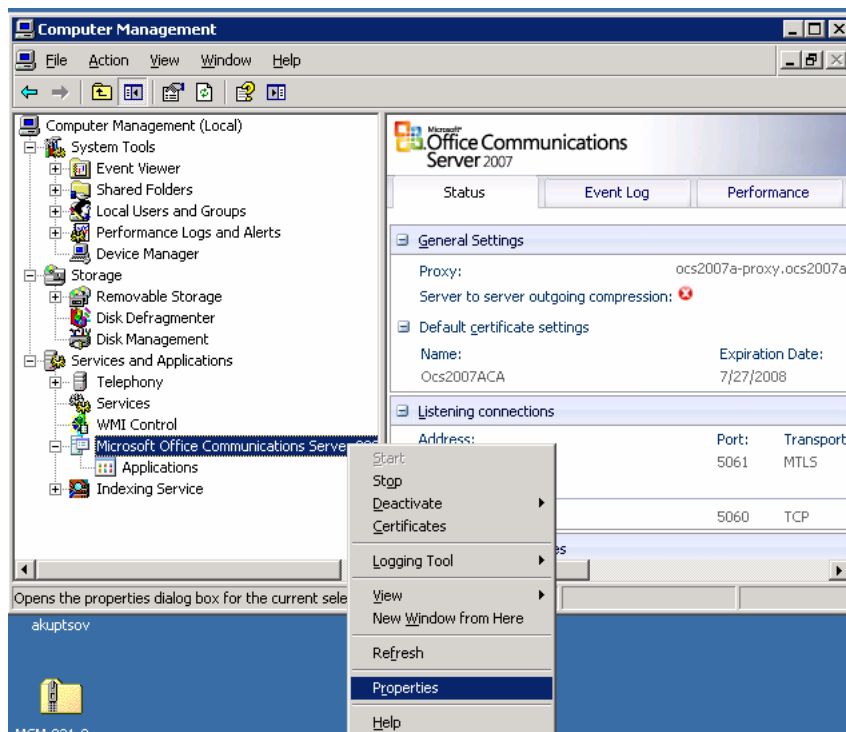 Computer Management
File Action View Window Help
Computer Management (Local)
System Tools
Event Viewer
Shared Folders
Local Users and Groups
Performance Logs and Alerts
Device Manager
Storage
Removable Storage
Disk Defragmenter
Disk Management
Services and Applications
Telephony
Services
WMI Control
Microsoft Office Communications Server
Applications
Indexing Service
Microsoft
Office Communications
Server 2007
Status Event Log Performance
General Settings
Proxy: ocs2007a-proxy.ocs2007a
Server to server outgoing compression:
Default certificate settings
Name: Expiration Date:
Ocs2007ACA 7/27/2008
Listening connections
Address: Port: Transport
5061 MTLS
5060 TCP
Start
Stop
Deactivate
Certificates
Logging Tool
View
New Window from Here
Refresh
Properties
Help
Opens the properties dialog box for the current sele
akuptsov